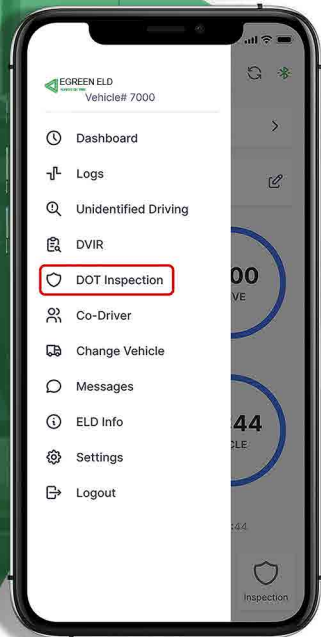 EGREEN ELD
Vehicle# 7000
Dashboard
Logs
Unidentified Driving
DVIR
DOT Inspection
Co-Driver
Change Vehicle
Messages
ELD Info
Settings
Logout
00
VE
:44
CLE
:44
Inspection